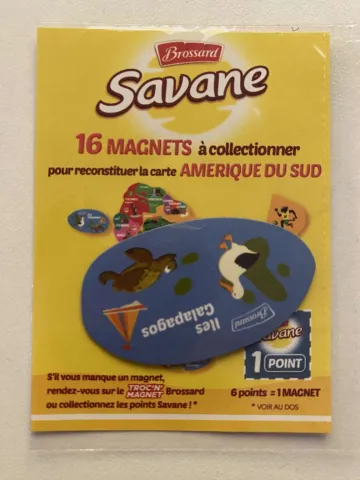 Brossard
Savane
16 MAGNETS à collectionner
pour reconstituer la carte AMERIQUE DU SUD
Iles
Galapagos
Brossard
Savane
1 POINT
S'il vous manque un magnet,
rendez-vous sur le TROC'N' MAGNET Brossard
ou collectionnez les points Savane ! *
6 points = 1 MAGNET
* VOIR AU DOS